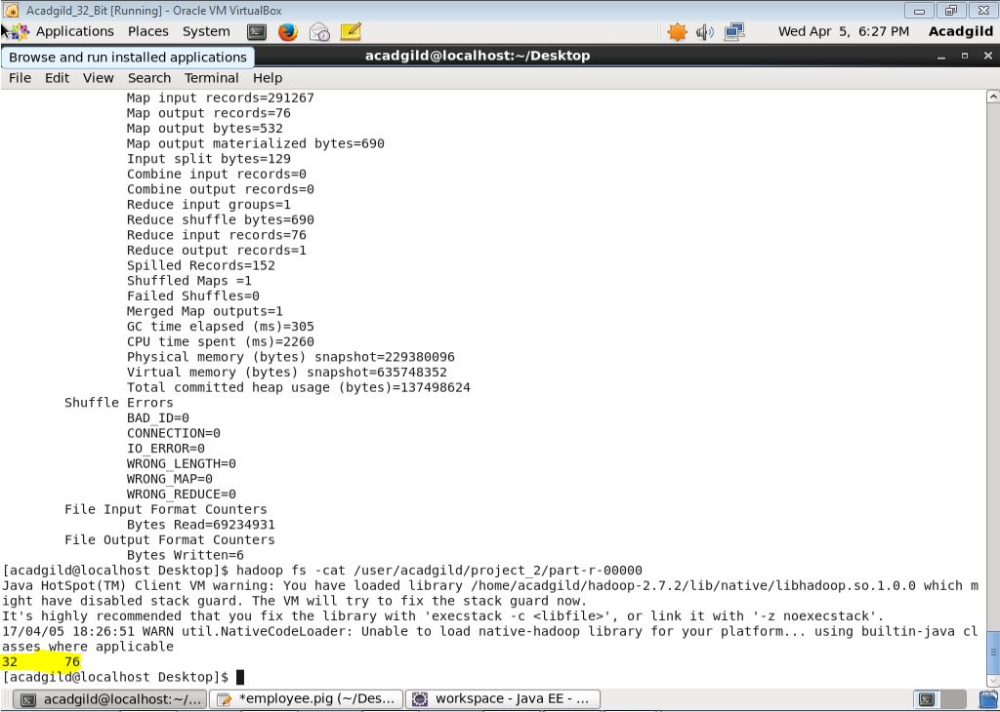 Acadgild_32_Bit [Running] - Oracle VM VirtualBox
Applications Places System Wed Apr 5, 6:27 PM Acadgild
Browse and run installed applications
acadgild@localhost:~/Desktop
File Edit View Search Terminal Help
Map input records=291267
Map output records=76
Map output bytes=532
Map output materialized bytes=690
Input split bytes=129
Combine input records=0
Combine output records=0
Reduce input groups=1
Reduce shuffle bytes=690
Reduce input records=76
Reduce output records=1
Spilled Records=152
Shuffled Maps =1
Failed Shuffles=0
Merged Map outputs=1
GC time elapsed (ms)=305
CPU time spent (ms)=2260
Physical memory (bytes) snapshot=229380096
Virtual memory (bytes) snapshot=635748352
Total committed heap usage (bytes)=137498624
Shuffle Errors
BAD_ID=0
CONNECTION=0
IO_ERROR=0
WRONG_LENGTH=0
WRONG_MAP=0
WRONG_REDUCE=0
File Input Format Counters
Bytes Read=69234931
File Output Format Counters
Bytes Written=6
[acadgild@localhost Desktop]$ hadoop fs -cat /user/acadgild/project_2/part-r-00000
Java HotSpot(TM) Client VM warning: You have loaded library /home/acadgild/hadoop-2.7.2/lib/native/libhadoop.so.1.0.0 which m
ight have disabled stack guard. The VM will try to fix the stack guard now.
It's highly recommended that you fix the library with 'execstack -c <libfile>', or link it with '-z noexecstack'.
17/04/05 18:26:51 WARN util.NativeCodeLoader: Unable to load native-hadoop library for your platform... using builtin-java cl
asses where applicable
32 76
[acadgild@localhost Desktop]$
acadgild@localhost:~/... *employee.pig (~/Des... workspace - Java EE - ...